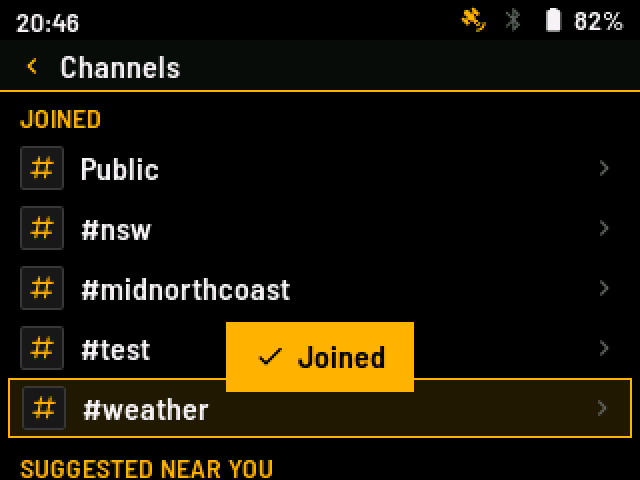 20:46 82%
Channels
JOINED
# Public
# #nsw
# #midnorthcoast
# #test
Joined
# #weather
SUGGESTED NEAR YOU